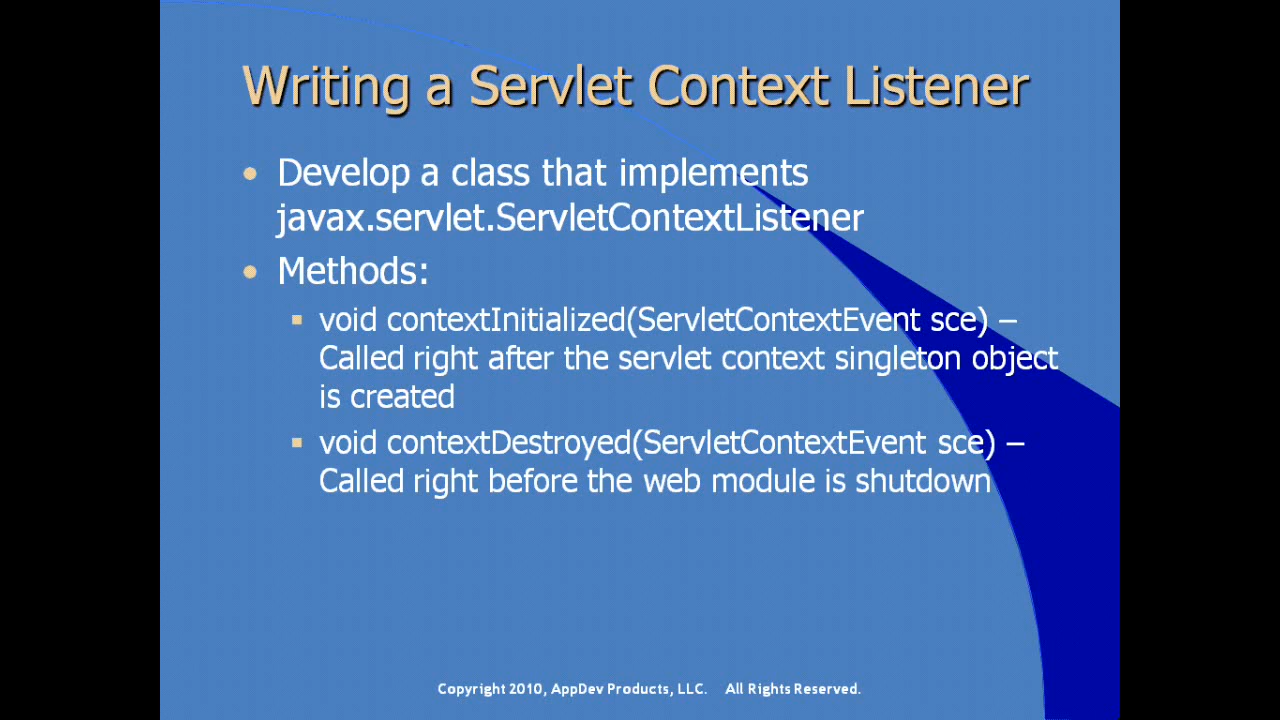 Writing a Servlet Context Listener
• Develop a class that implements
javax.servlet.ServletContextListener
• Methods:
▪ void contextInitialized(ServletContextEvent sce) –
Called right after the servlet context singleton object
is created
▪ void contextDestroyed(ServletContextEvent sce) –
Called right before the web module is shutdown
Copyright 2010, AppDev Products, LLC. All Rights Reserved.